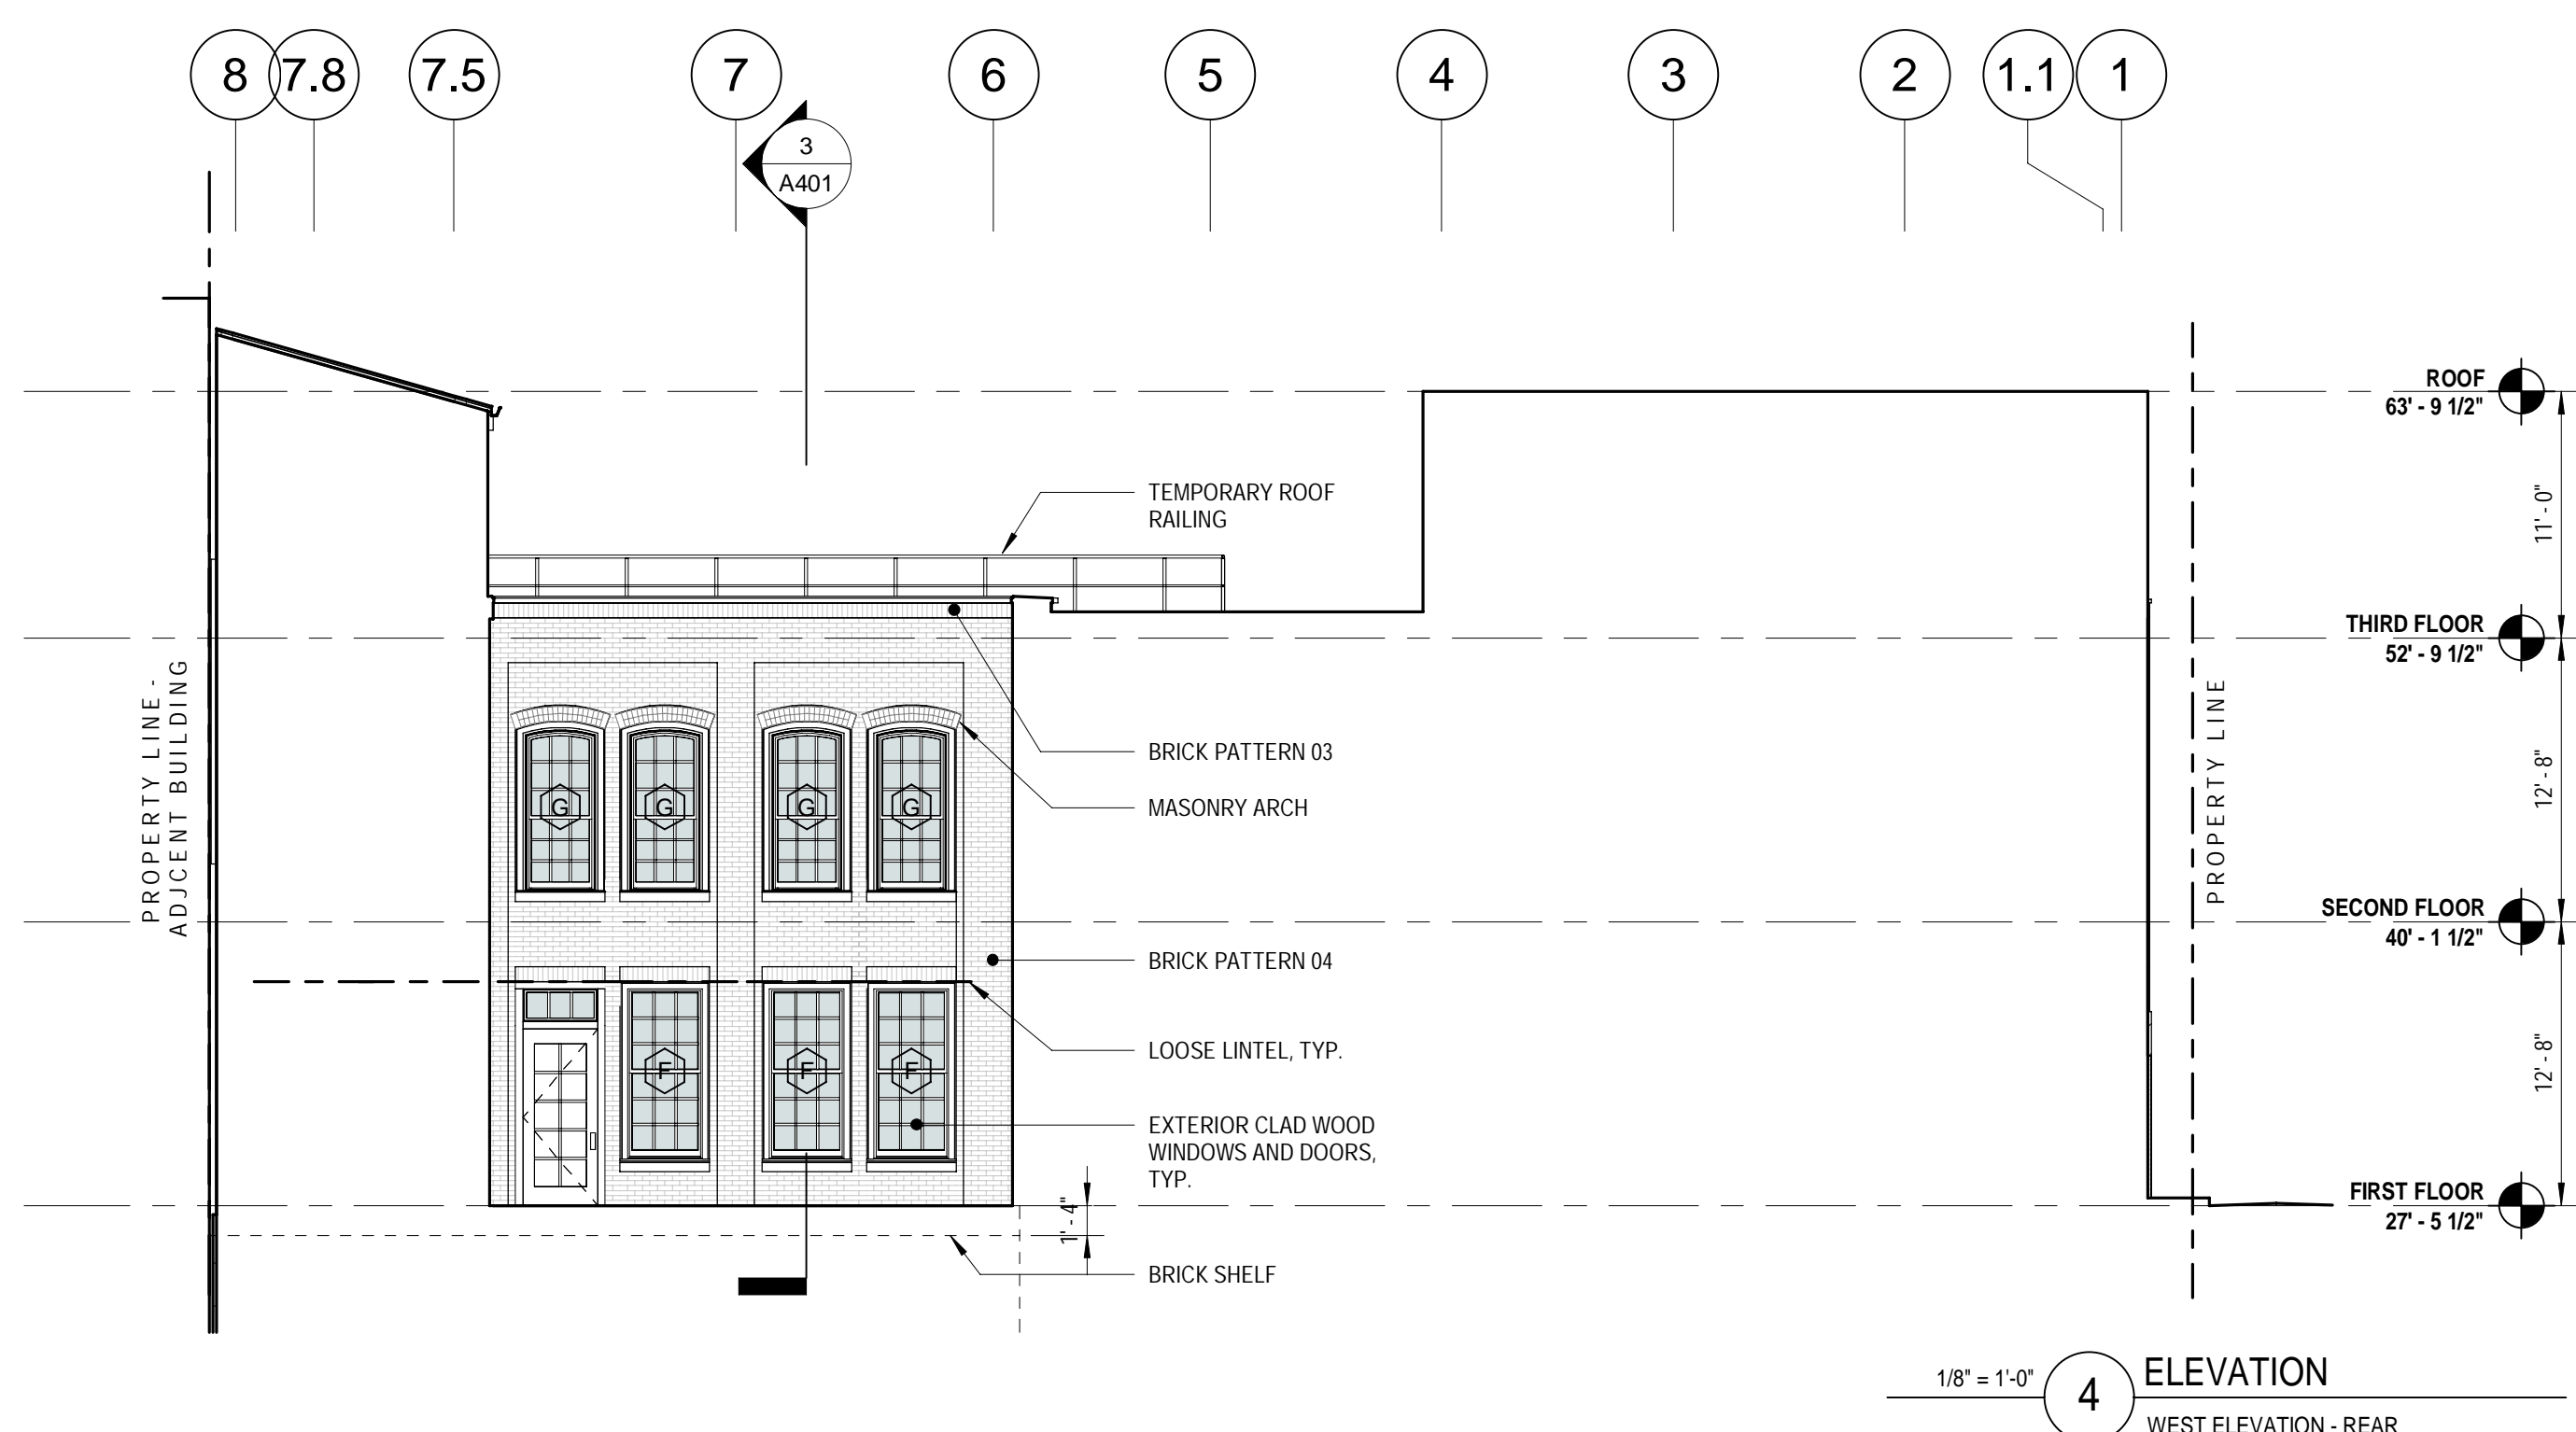 8
7.8
7.5
7
6
5
4
3
2
1.1
1
3
A401
ROOF
63' - 9 1/2"
11' - 0"
TEMPORARY ROOF
RAILING
THIRD FLOOR
52' - 9 1/2"
PROPERTY LINE -
ADJCENT BUILDING
PROPERTY LINE
BRICK PATTERN 03
12' - 8"
MASONRY ARCH
G
G
G
G
SECOND FLOOR
40' - 1 1/2"
BRICK PATTERN 04
LOOSE LINTEL, TYP.
12' - 8"
F
F
F
EXTERIOR CLAD WOOD
WINDOWS AND DOORS,
TYP.
1' - 4"
FIRST FLOOR
27' - 5 1/2"
BRICK SHELF
1/8" = 1'-0"
4
ELEVATION
WEST ELEVATION - REAR